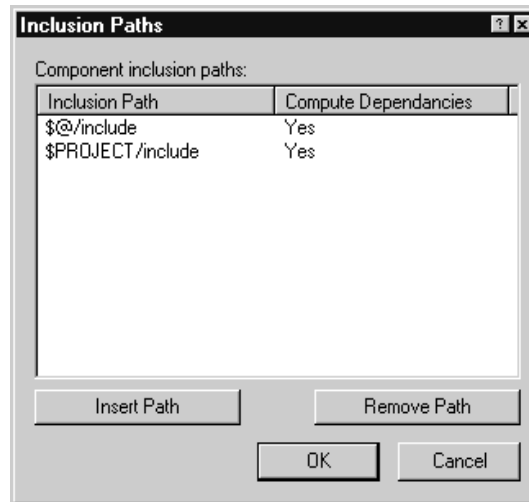 Inclusion Paths
Component inclusion paths:
Inclusion Path Compute Dependancies
$@/include Yes
$PROJECT/include Yes
Insert Path Remove Path
OK Cancel